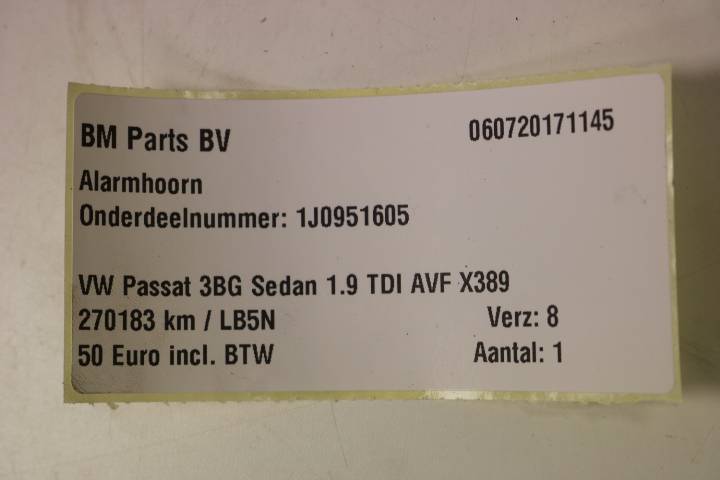 BM Parts BV 060720171145
Alarmhoorn
Onderdeelnummer: 1J0951605
VW Passat 3BG Sedan 1.9 TDI AVF X389
270183 km / LB5N Verz: 8
50 Euro incl. BTW Aantal: 1